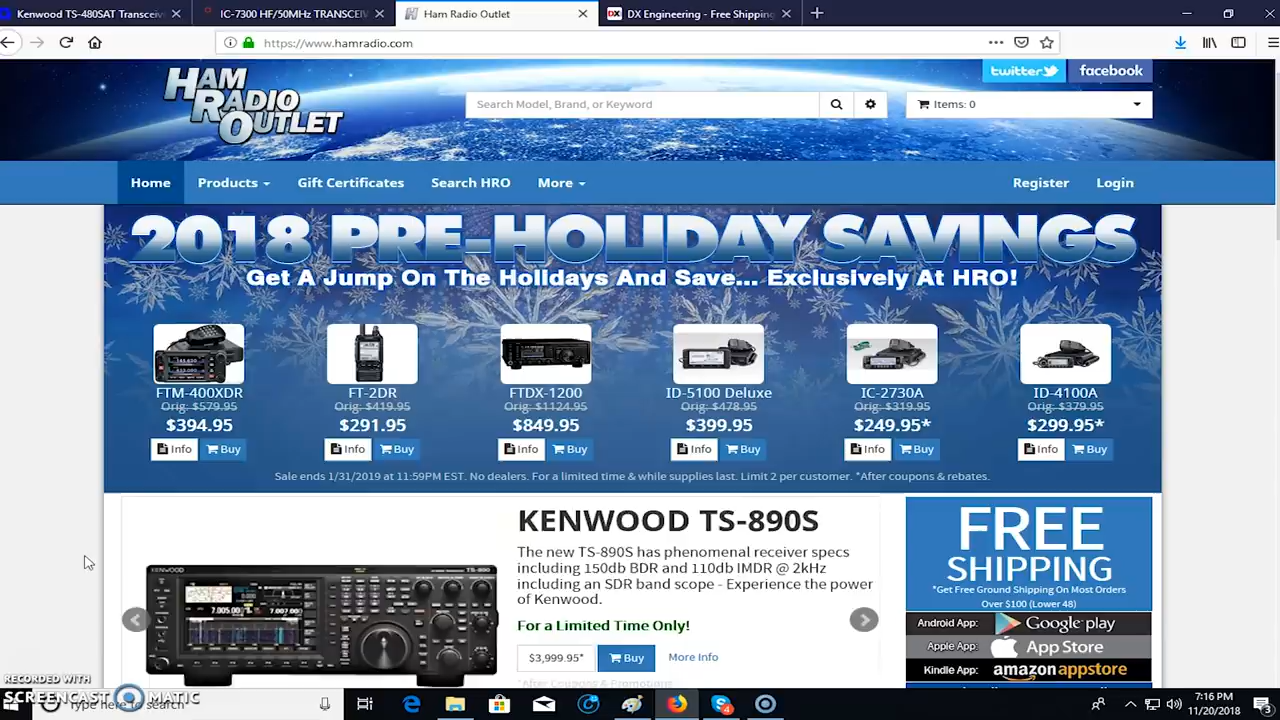 Kenwood TS-480SAT Transceiv
IC-7300 HF/50MHz TRANSCEIV
Ham Radio Outlet
DX Engineering - Free Shipping
https://www.hamradio.com
HAM RADIO OUTLET
twitter
facebook
Search Model, Brand, or Keyword
Items: 0
Home
Products
Gift Certificates
Search HRO
More
Register
Login
2018 PRE-HOLIDAY SAVINGS
Get A Jump On The Holidays And Save... Exclusively At HRO!
FTM-400XDR
Orig: $579.95
$394.95
Info
Buy
FT-2DR
Orig: $419.95
$291.95
Info
Buy
FTDX-1200
Orig: $1124.95
$849.95
Info
Buy
ID-5100 Deluxe
Orig: $478.95
$399.95
Info
Buy
IC-2730A
Orig: $319.95
$249.95*
Info
Buy
ID-4100A
Orig: $379.95
$299.95*
Info
Buy
Sale ends 1/31/2019 at 11:59PM EST. No dealers. For a limited time & while supplies last. Limit 2 per customer. *After coupons & rebates.
KENWOOD
KENWOOD TS-890S
The new TS-890S has phenomenal receiver specs
including 150db BDR and 110db IMDR @ 2kHz
including an SDR band scope - Experience the power
of Kenwood.
For a Limited Time Only!
$3,999.95*
Buy
More Info
*After Coupons & Promotions
FREE
SHIPPING
*Get Free Ground Shipping On Most Orders
Over $100 (Lower 48)
Android App:
Google play
Apple App:
App Store
Kindle App:
amazon appstore
RECORDED WITH
SCREENCAST MATIC
Type here to search
7:16 PM
11/20/2018